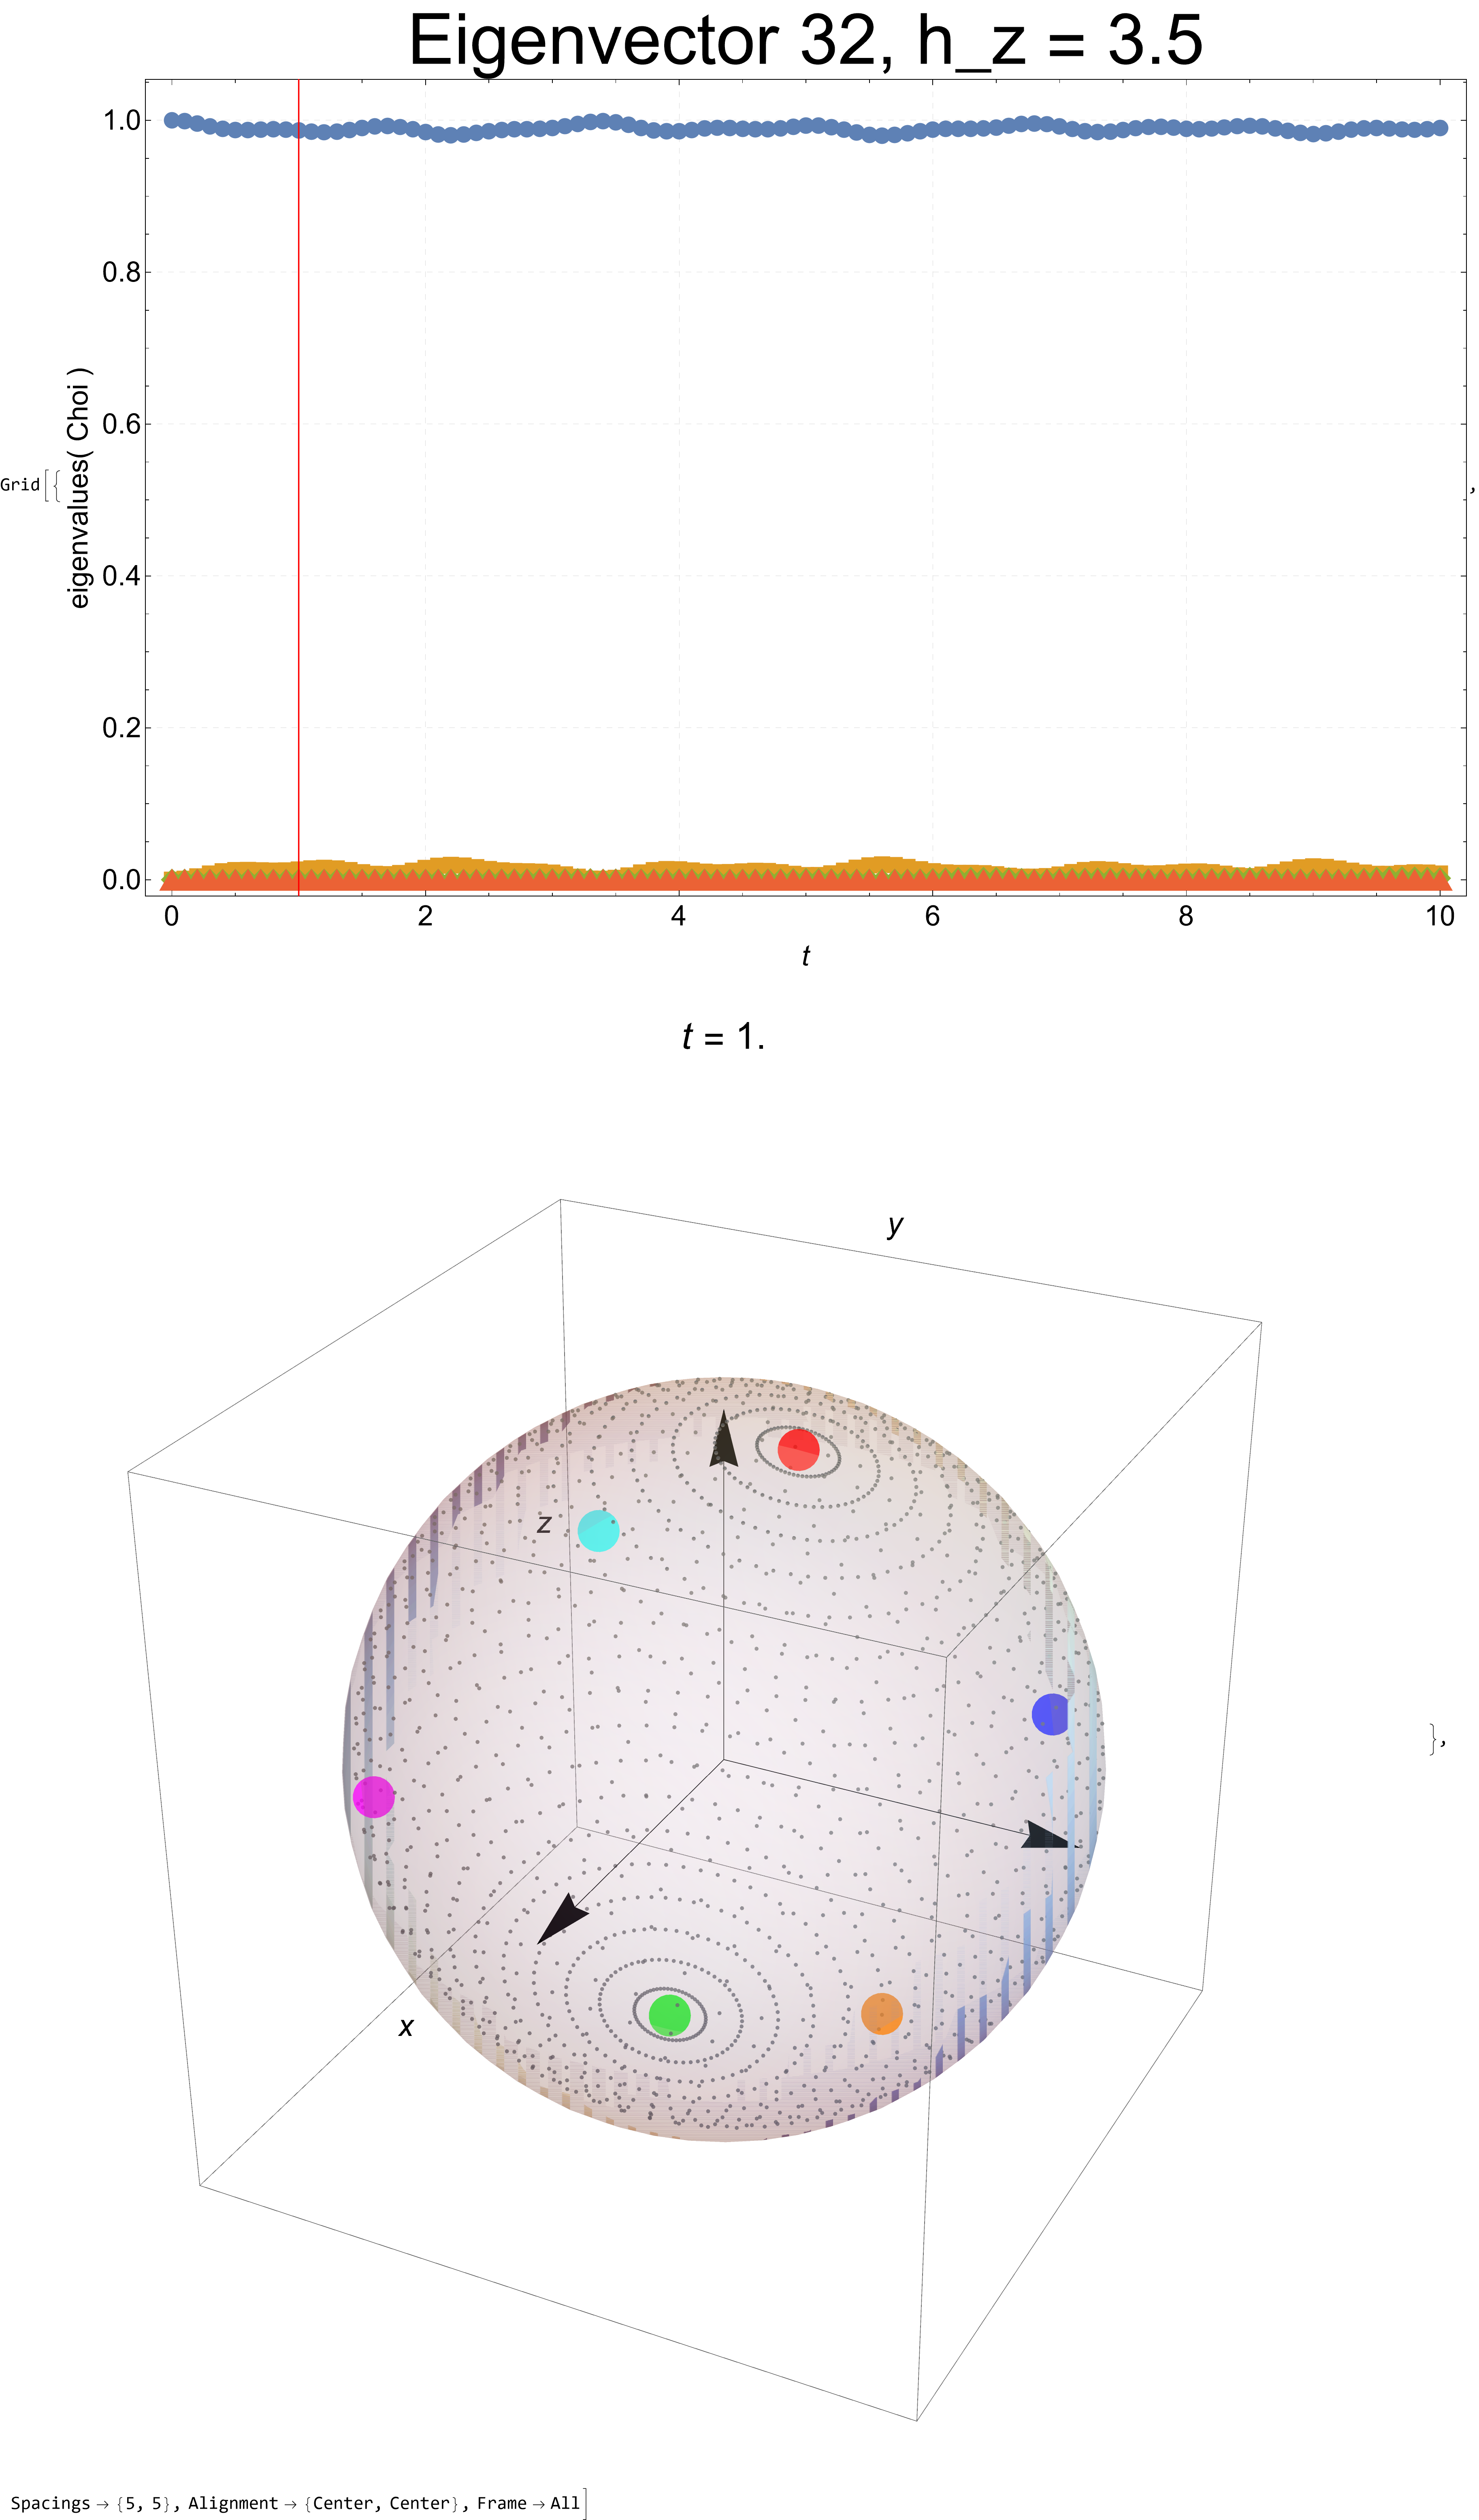 Eigenvector 32, h_z = 3.5
1.0
0.8
0.6
0.4
0.2
0.0
eigenvalues( Choi )
Grid[{
,
0 2 4 6 8 10
t
t = 1.
y
z
x
},
Spacings → {5, 5}, Alignment → {Center, Center}, Frame → All]